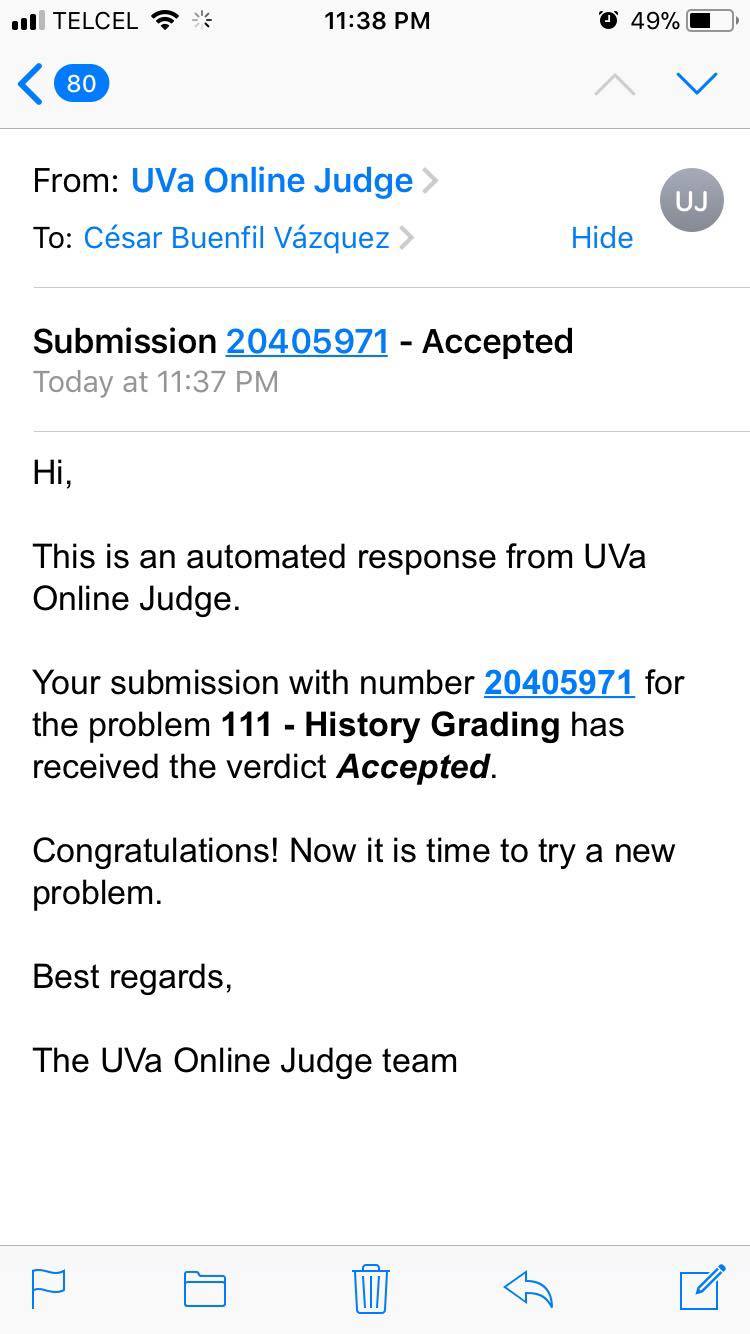 TELCEL 11:38 PM 49%
80
From: UVa Online Judge
UJ
To: César Buenfil Vázquez Hide
Submission 20405971 - Accepted
Today at 11:37 PM
Hi,
This is an automated response from UVa
Online Judge.
Your submission with number 20405971 for
the problem 111 - History Grading has
received the verdict Accepted.
Congratulations! Now it is time to try a new
problem.
Best regards,
The UVa Online Judge team